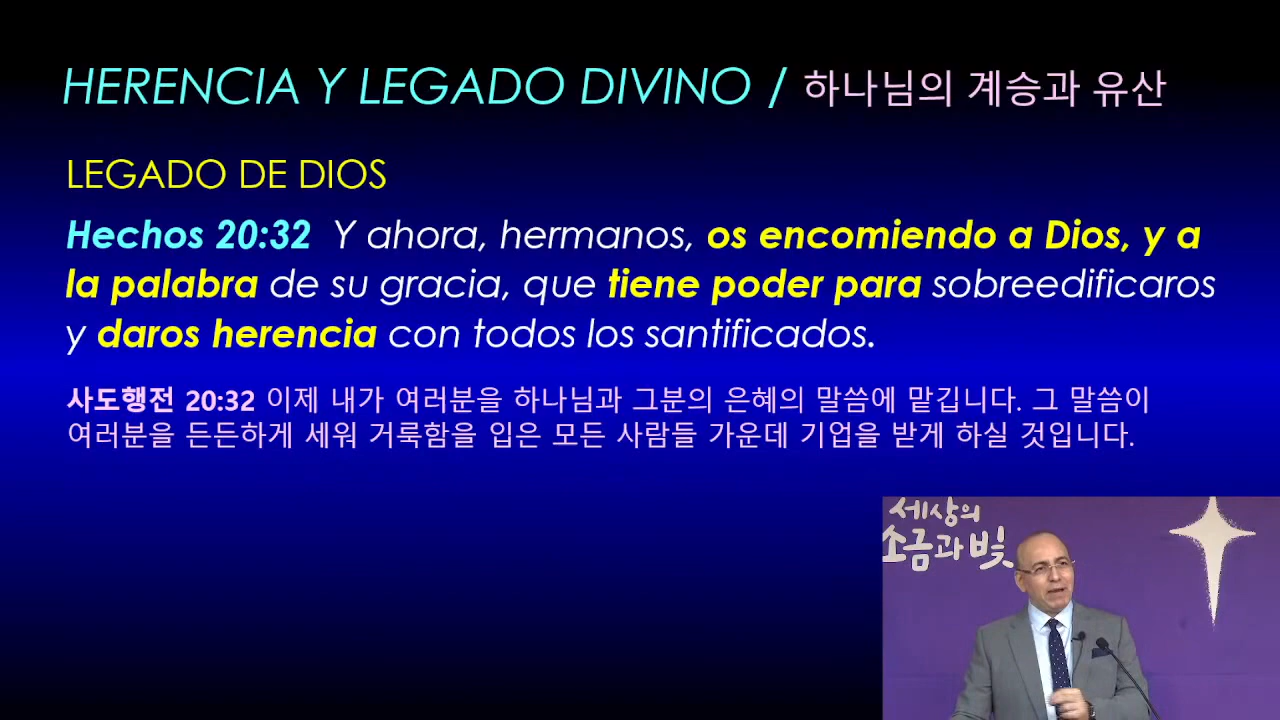 HERENCIA Y LEGADO DIVINO / 하나님의 계승과 유산
LEGADO DE DIOS
Hechos 20:32 Y ahora, hermanos, os encomiendo a Dios, y a
la palabra de su gracia, que tiene poder para sobreedificaros
y daros herencia con todos los santificados.
사도행전 20:32 이제 내가 여러분을 하나님과 그분의 은혜의 말씀에 맡깁니다. 그 말씀이
여러분을 든든하게 세워 거룩함을 입은 모든 사람들 가운데 기업을 받게 하실 것입니다.
세상의
소금과 빛